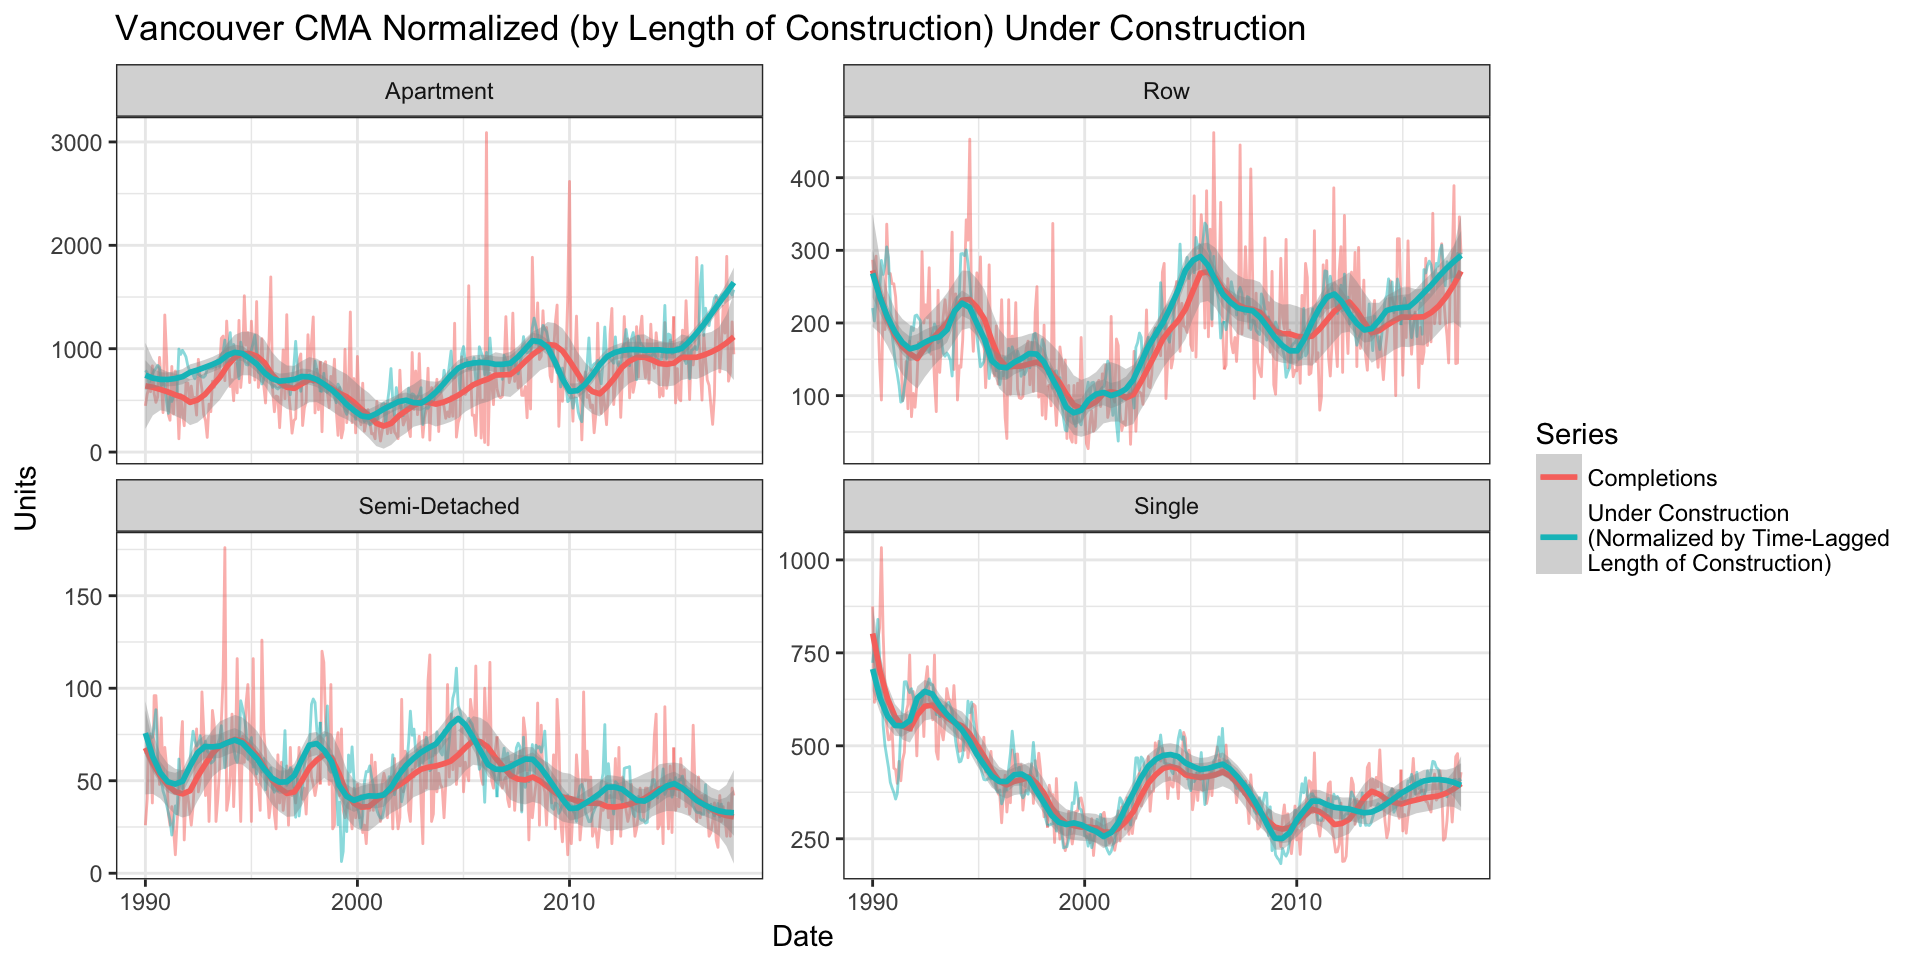 Vancouver CMA Normalized (by Length of Construction) Under Construction
Apartment
Row
3000
2000
1000
0
400
300
200
100
Semi-Detached
Single
150
100
50
0
1000
750
500
250
1990
2000
2010
1990
2000
2010
Units
Date
Series
Completions
Under Construction
(Normalized by Time-Lagged
Length of Construction)